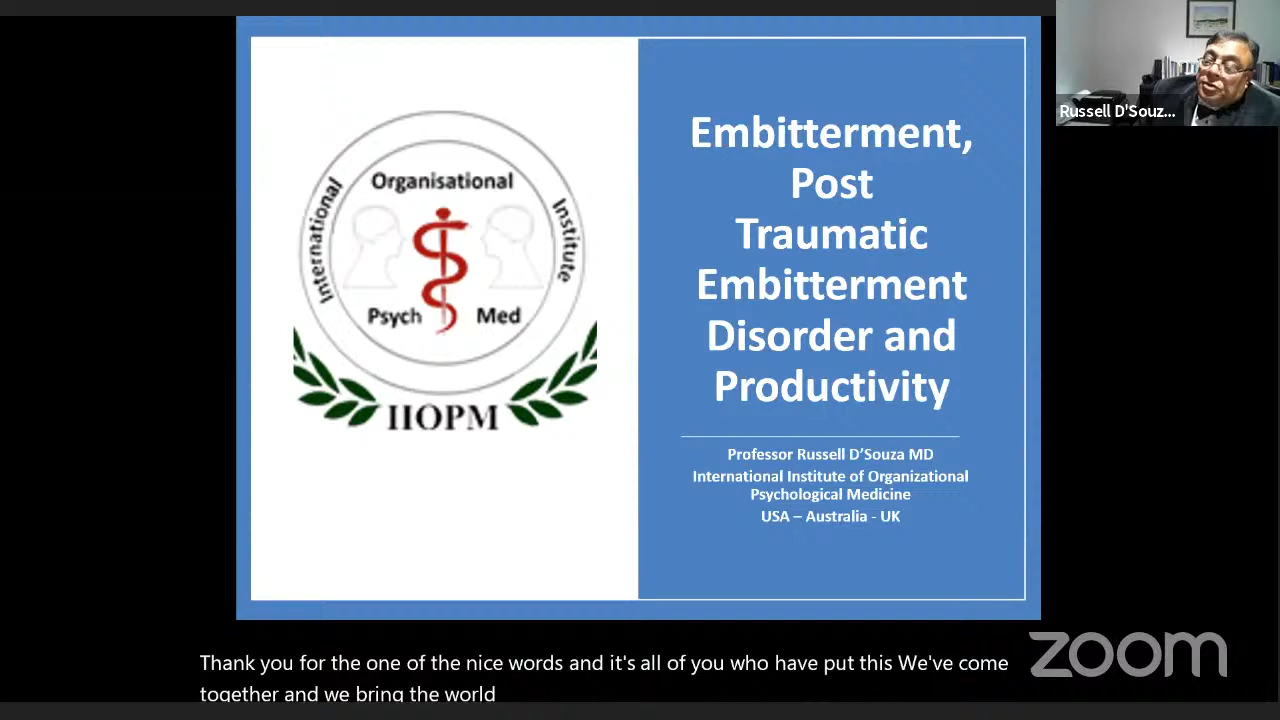 International
Organisational
Institute
Psych
Med
IIOPM
Embitterment,
Post
Traumatic
Embitterment
Disorder and
Productivity
Professor Russell D’Souza MD
International Institute of Organizational
Psychological Medicine
USA – Australia - UK
Russell D'Souz...
Thank you for the one of the nice words and it's all of you who have put this We've come
together and we bring the world
zoom